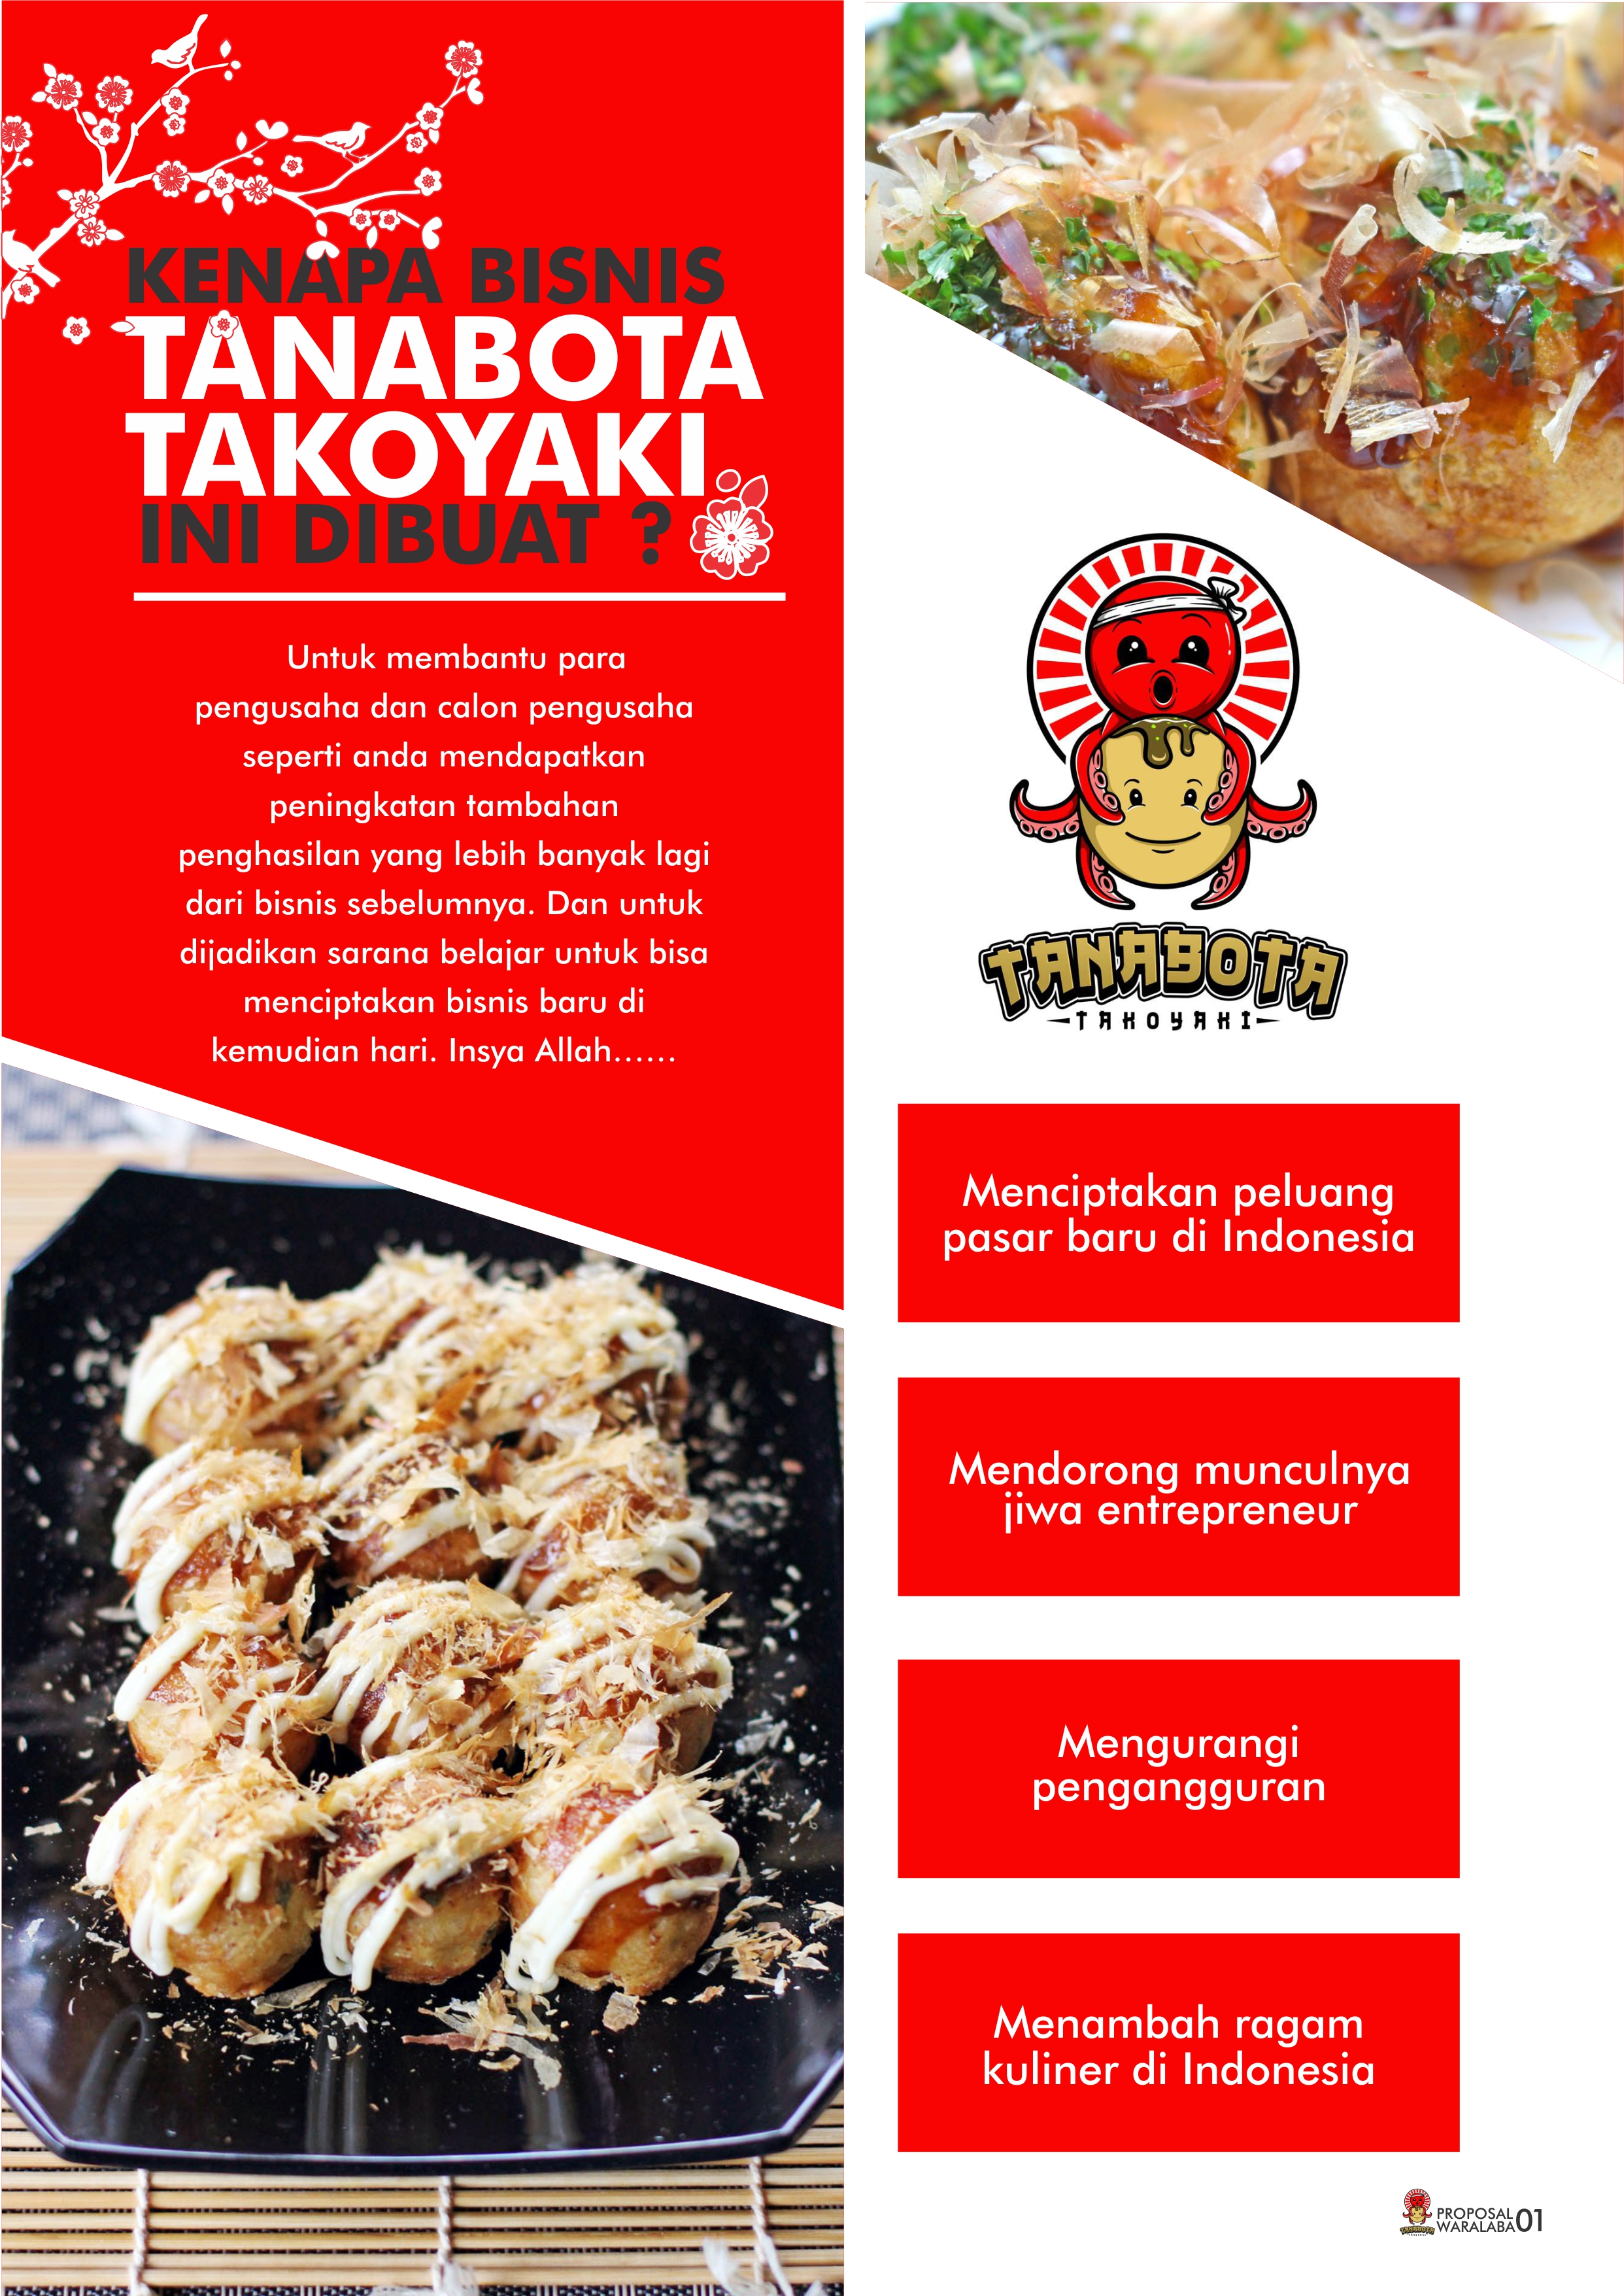 KENAPA BISNIS
TANABOTA
TAKOYAKI
INI DIBUAT ?
Untuk membantu para
pengusaha dan calon pengusaha
seperti anda mendapatkan
peningkatan tambahan
penghasilan yang lebih banyak lagi
dari bisnis sebelumnya. Dan untuk
dijadikan sarana belajar untuk bisa
menciptakan bisnis baru di
kemudian hari. Insya Allah......
TANABOTA
TAKOYAKI
Menciptakan peluang
pasar baru di Indonesia
Mendorong munculnya
jiwa entrepreneur
Mengurangi
pengangguran
Menambah ragam
kuliner di Indonesia
TANABOTA
PROPOSAL
WARALABA 01